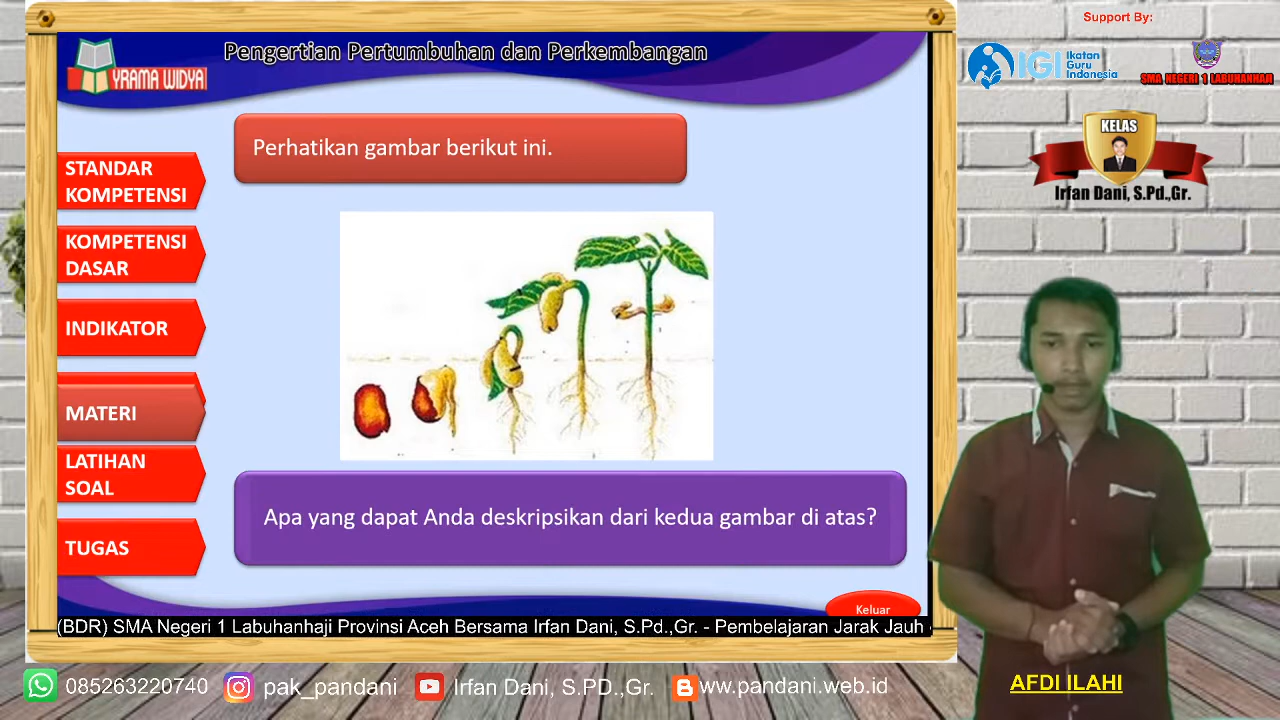 Support By:
Pengertian Pertumbuhan dan Perkembangan
YRAMA WIDYA
IGI Ikatan Guru Indonesia
SMA NEGERI 1 LABUHANHAJI
KELAS
Irfan Dani, S.Pd.,Gr.
Perhatikan gambar berikut ini.
STANDAR
KOMPETENSI
KOMPETENSI
DASAR
INDIKATOR
MATERI
LATIHAN
SOAL
TUGAS
Apa yang dapat Anda deskripsikan dari kedua gambar di atas?
Keluar
(BDR) SMA Negeri 1 Labuhanhaji Provinsi Aceh Bersama Irfan Dani, S.Pd.,Gr. - Pembelajaran Jarak Jauh -
085263220740
pak_pandani
Irfan Dani, S.PD.,Gr.
ww.pandani.web.id
AFDI ILAHI